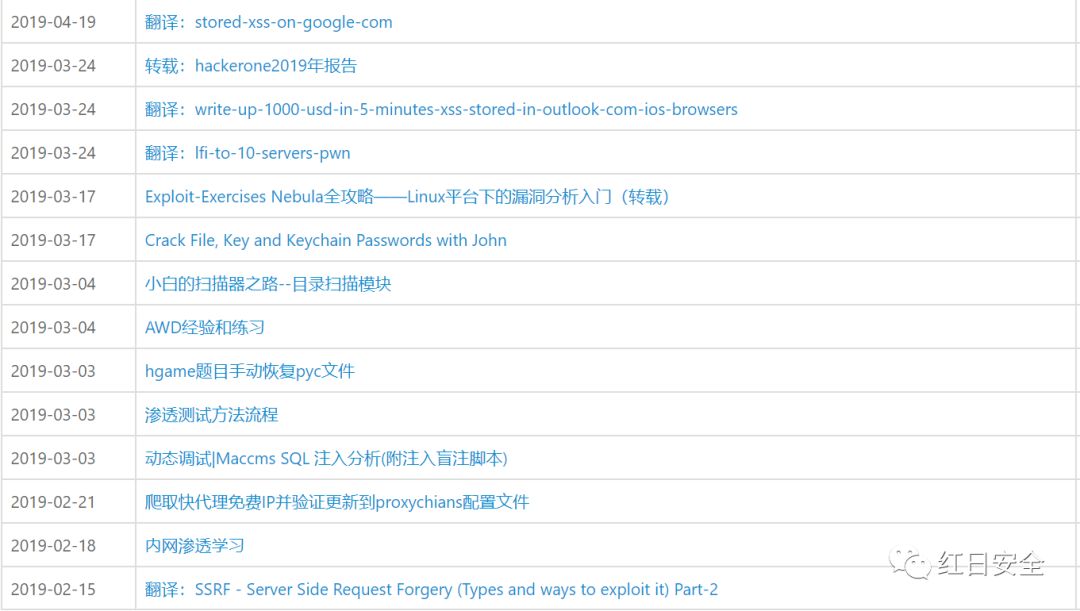 2019-04-19 翻译：stored-xss-on-google-com
2019-03-24 转载：hackerone2019年报告
2019-03-24 翻译：write-up-1000-usd-in-5-minutes-xss-stored-in-outlook-com-ios-browsers
2019-03-24 翻译：lfi-to-10-servers-pwn
2019-03-17 Exploit-Exercises Nebula全攻略——Linux平台下的漏洞分析入门（转载）
2019-03-17 Crack File, Key and Keychain Passwords with John
2019-03-04 小白的扫描器之路--目录扫描模块
2019-03-04 AWD经验和练习
2019-03-03 hgame题目手动恢复pyc文件
2019-03-03 渗透测试方法流程
2019-03-03 动态调试|Maccms SQL 注入分析(附注入盲注脚本)
2019-02-21 爬取快代理免费IP并验证更新到proxychians配置文件
2019-02-18 内网渗透学习
2019-02-15 翻译：SSRF - Server Side Request Forgery (Types and ways to exploit it) Part-2
红日安全